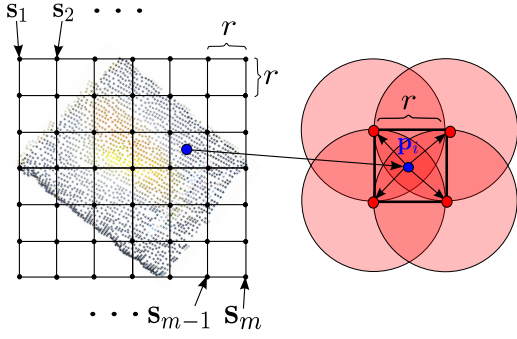 s₁ s₂ · · ·
r
r
r
pᵢ
· · · sₘ₋₁ sₘ